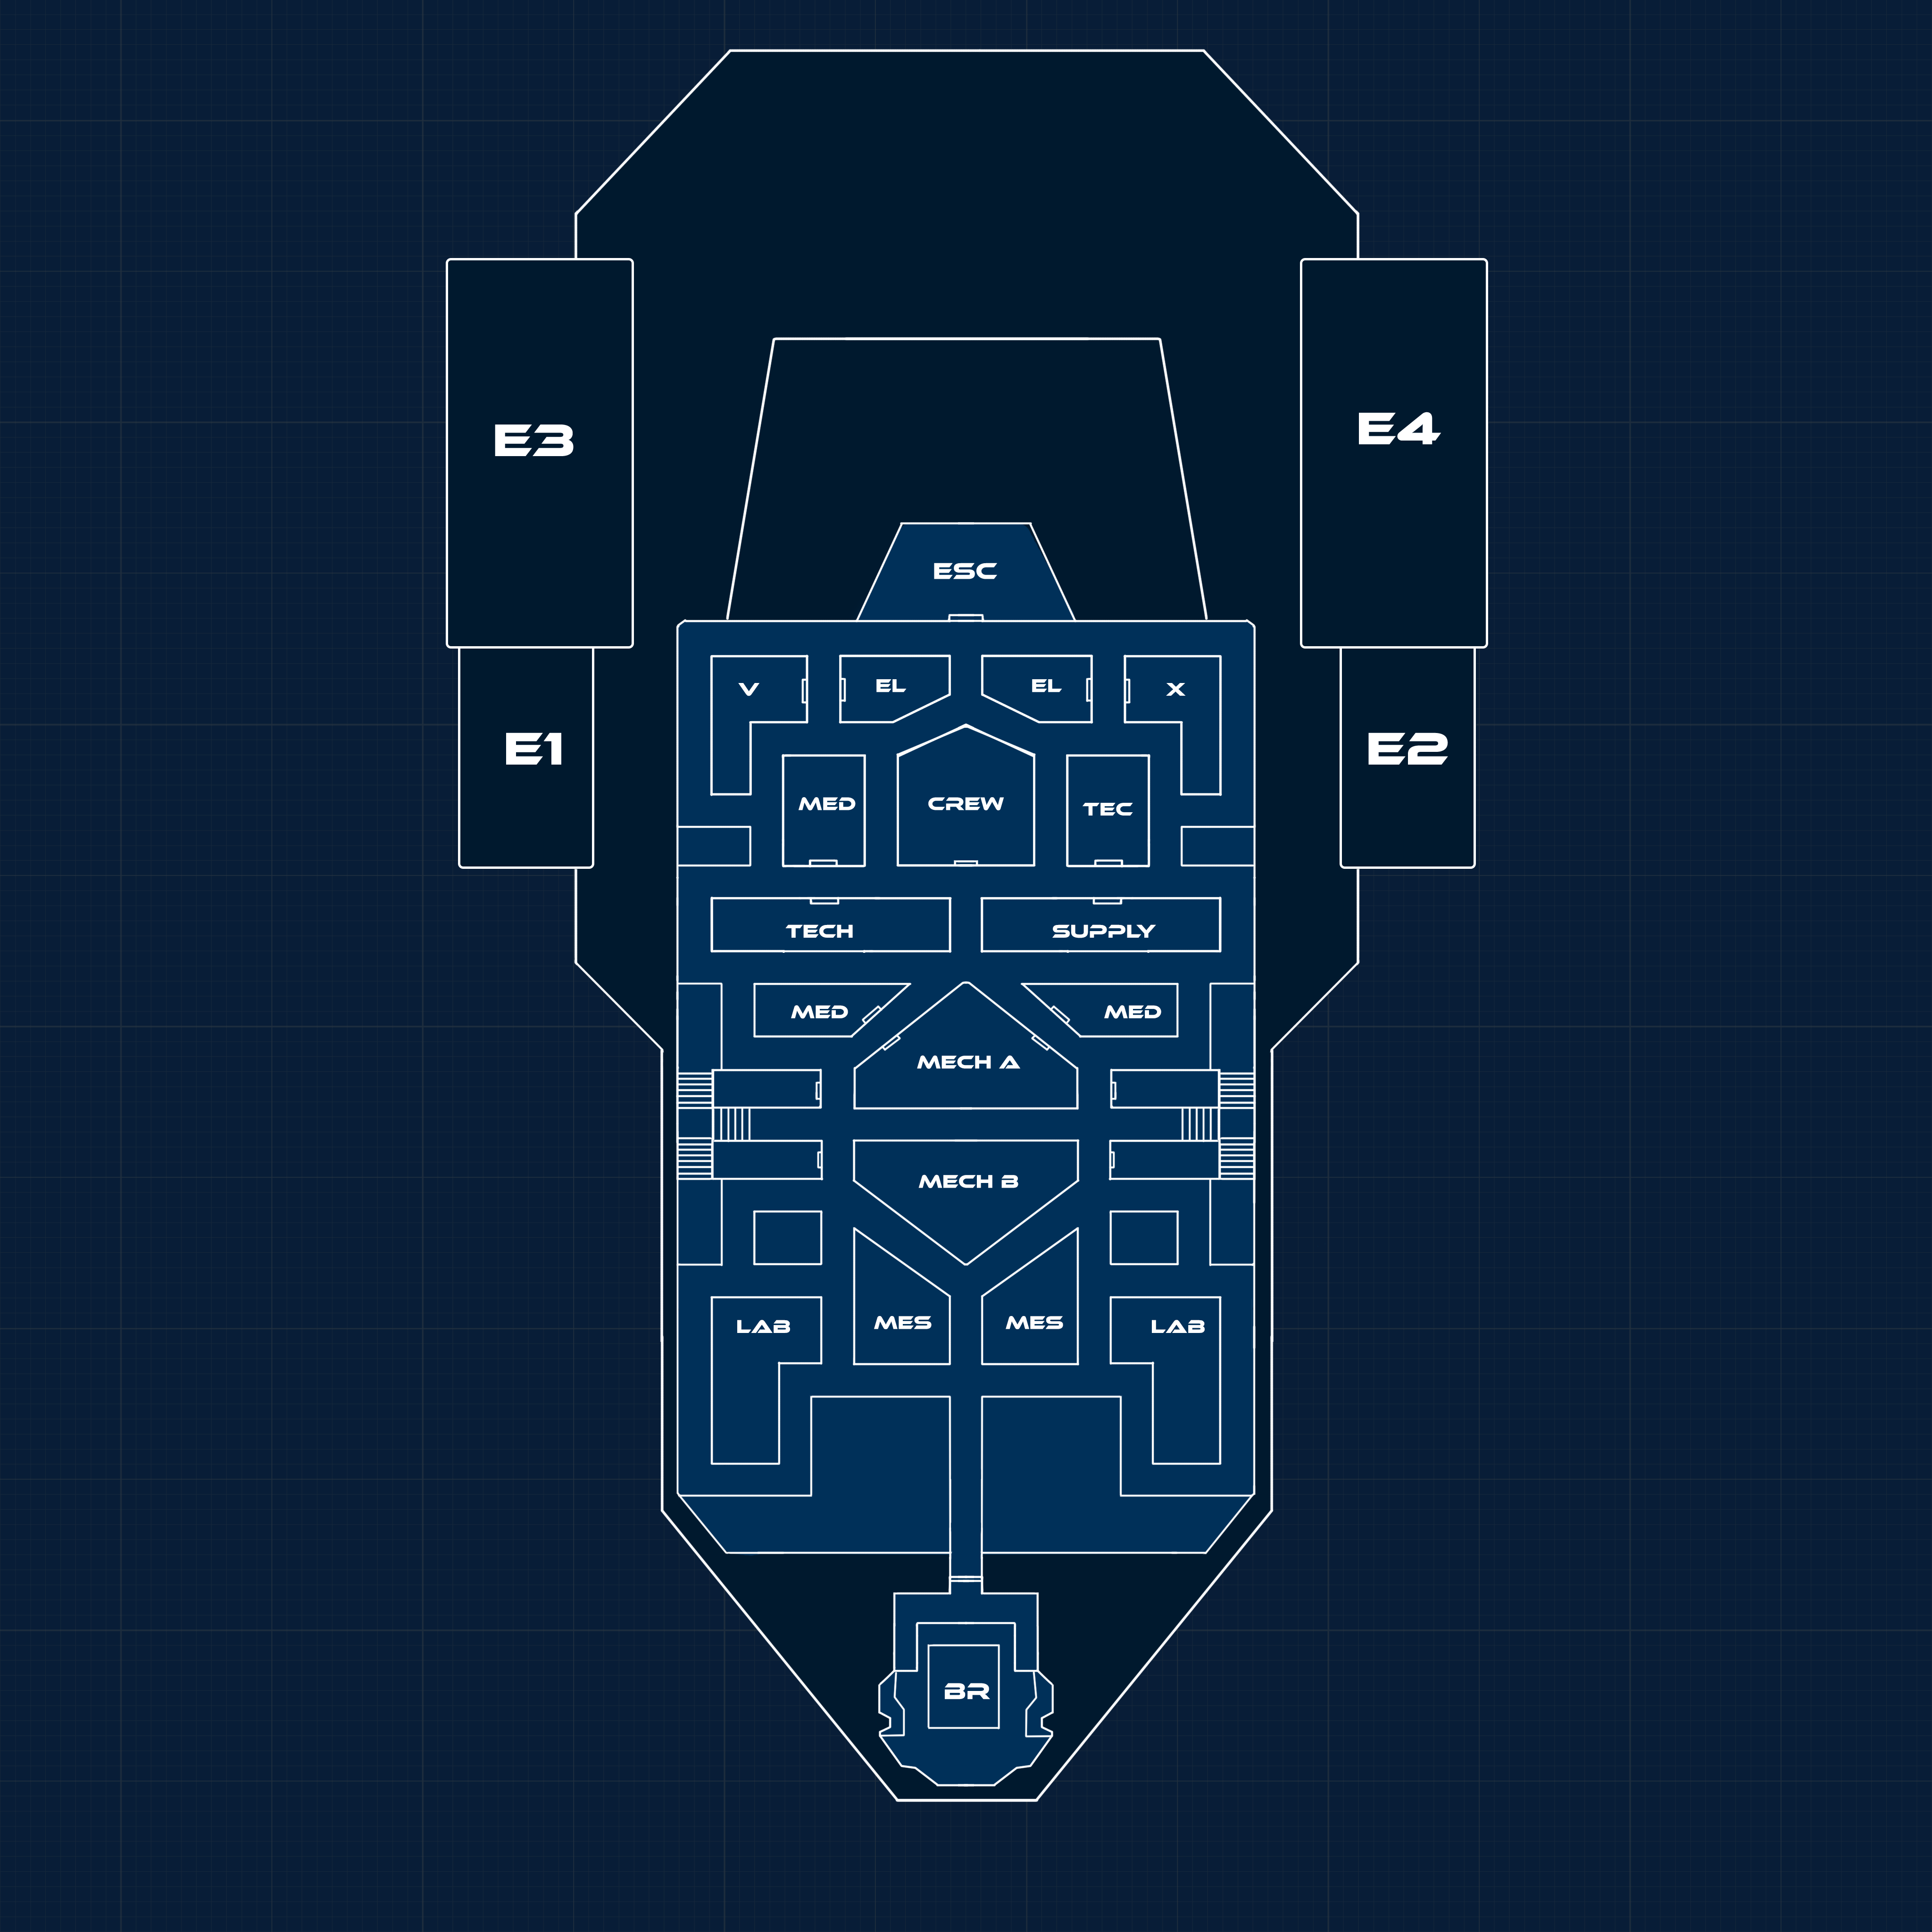 E3
E4
ESC
V
EL
EL
X
E1
E2
MED
CREW
TEC
TECH
SUPPLY
MED
MED
MECH A
MECH B
LAB
MES
MES
LAB
BR